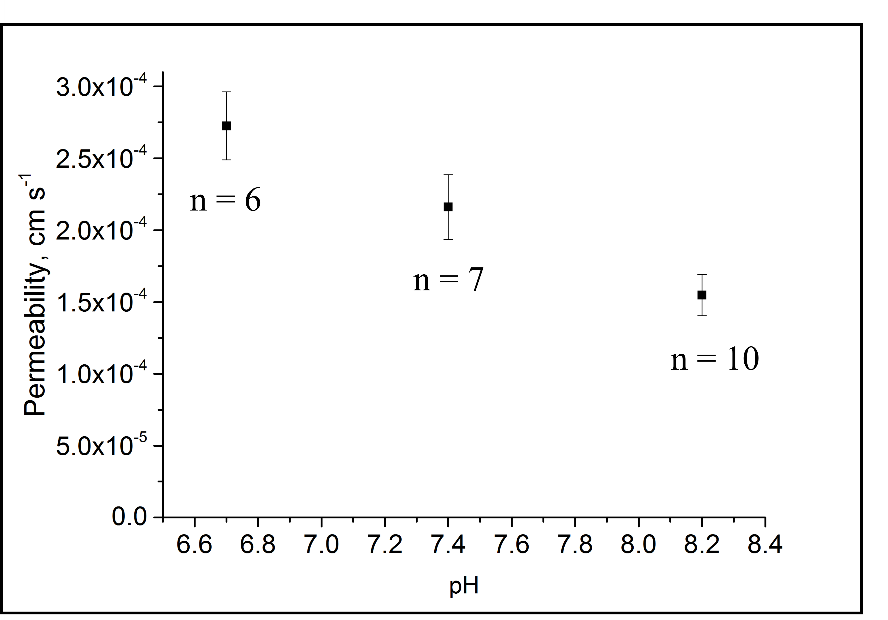 3.0x10⁻⁴
2.5x10⁻⁴
n = 6
2.0x10⁻⁴
n = 7
1.5x10⁻⁴
n = 10
1.0x10⁻⁴
5.0x10⁻⁵
0.0
Permeability, cm s⁻¹
6.6 6.8 7.0 7.2 7.4 7.6 7.8 8.0 8.2 8.4
pH